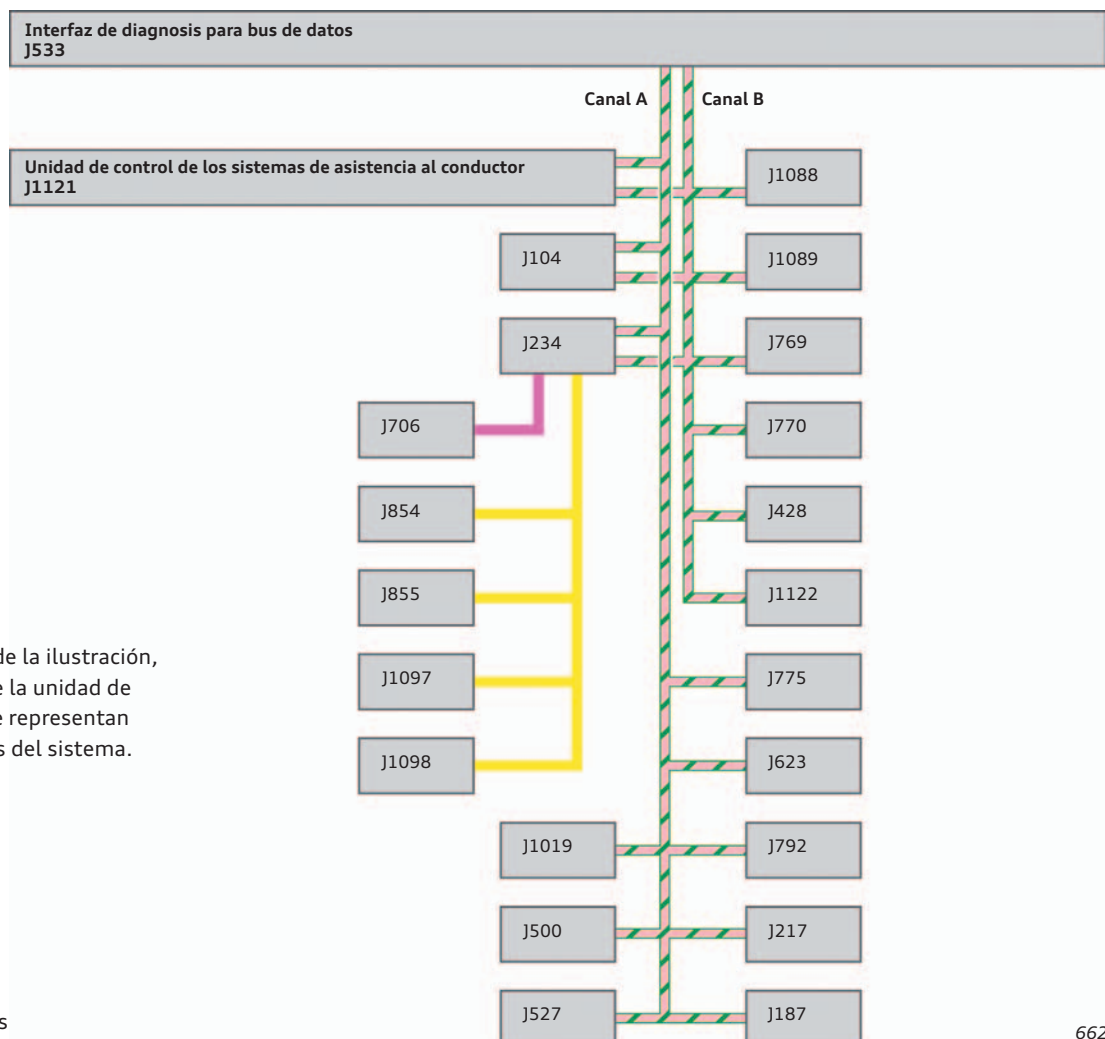 Interfaz de diagnosis para bus de datos
J533
Canal A
Canal B
Unidad de control de los sistemas de asistencia al conductor
J1121
J1088
J104
J1089
J234
J769
J706
J770
J854
J428
J855
J1122
de la ilustración,
e la unidad de
e representan
s del sistema.
J1097
J775
J1098
J623
J1019
J792
J500
J217
J527
J187
s
662